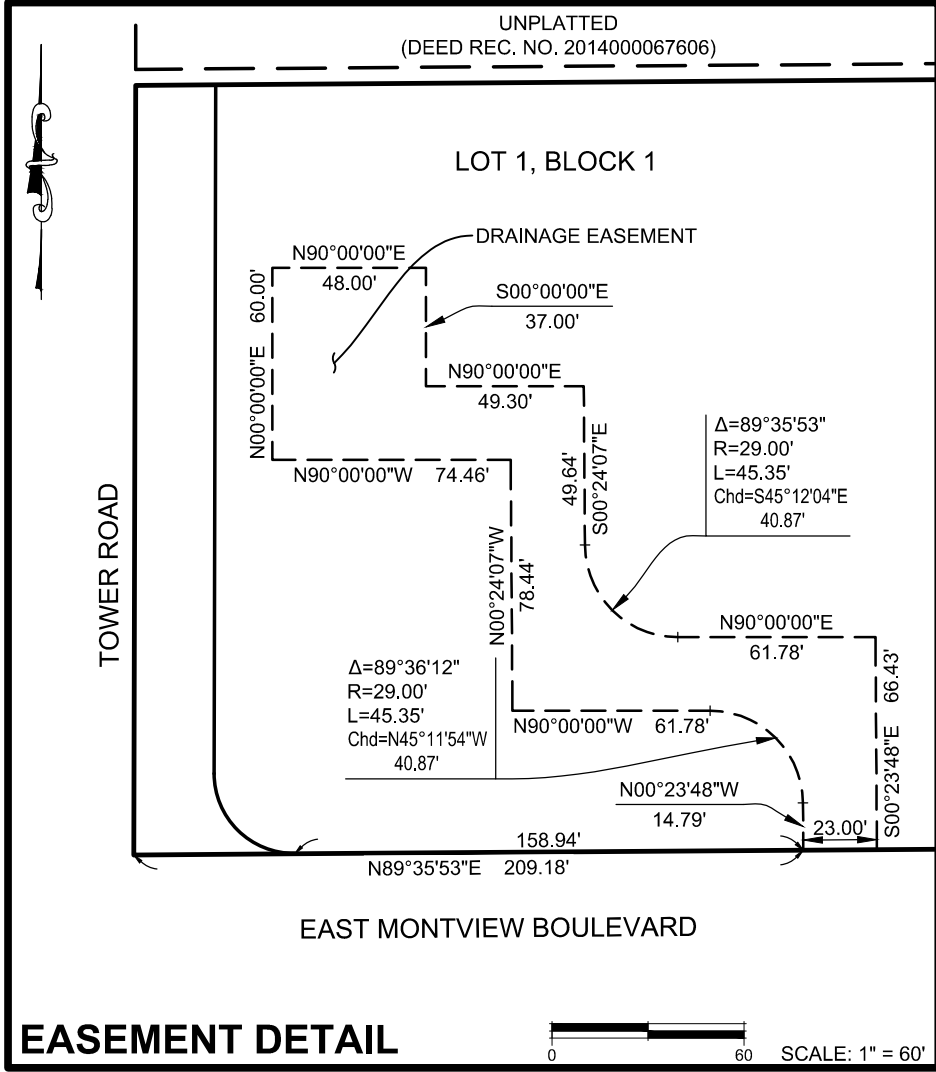 UNPLATTED
(DEED REC. NO. 2014000067606)
LOT 1, BLOCK 1
DRAINAGE EASEMENT
N90°00'00"E
48.00'
S00°00'00"E
37.00'
N00°00'00"E 60.00'
N90°00'00"E
49.30'
Δ=89°35'53"
R=29.00'
L=45.35'
Chd=S45°12'04"E
40.87'
49.64'
S00°24'07"E
N90°00'00"W 74.46'
TOWER ROAD
N00°24'07"W
78.44'
N90°00'00"E
61.78'
Δ=89°36'12"
R=29.00'
L=45.35'
Chd=N45°11'54"W
40.87'
N90°00'00"W 61.78'
S00°23'48"E 66.43'
N00°23'48"W
14.79'
23.00'
158.94'
N89°35'53"E 209.18'
EAST MONTVIEW BOULEVARD
EASEMENT DETAIL
0 60
SCALE: 1" = 60'